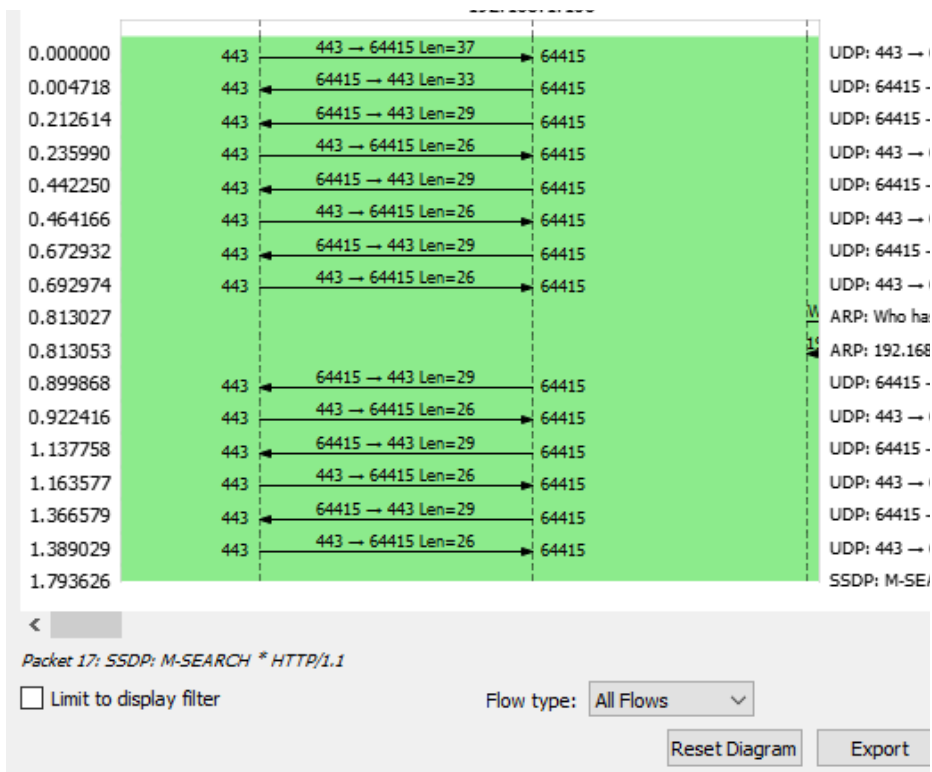 0.000000 443 443 → 64415 Len=37 64415 UDP: 443 →
0.004718 443 64415 → 443 Len=33 64415 UDP: 64415
0.212614 443 64415 → 443 Len=29 64415 UDP: 64415
0.235990 443 443 → 64415 Len=26 64415 UDP: 443 →
0.442250 443 64415 → 443 Len=29 64415 UDP: 64415
0.464166 443 443 → 64415 Len=26 64415 UDP: 443 →
0.672932 443 64415 → 443 Len=29 64415 UDP: 64415
0.692974 443 443 → 64415 Len=26 64415 UDP: 443 →
0.813027 ARP: Who has
0.813053 ARP: 192.168
0.899868 443 64415 → 443 Len=29 64415 UDP: 64415
0.922416 443 443 → 64415 Len=26 64415 UDP: 443 →
1.137758 443 64415 → 443 Len=29 64415 UDP: 64415
1.163577 443 443 → 64415 Len=26 64415 UDP: 443 →
1.366579 443 64415 → 443 Len=29 64415 UDP: 64415
1.389029 443 443 → 64415 Len=26 64415 UDP: 443 →
1.793626 SSDP: M-SEA
Packet 17: SSDP: M-SEARCH * HTTP/1.1
Limit to display filter Flow type: All Flows
Reset Diagram Export